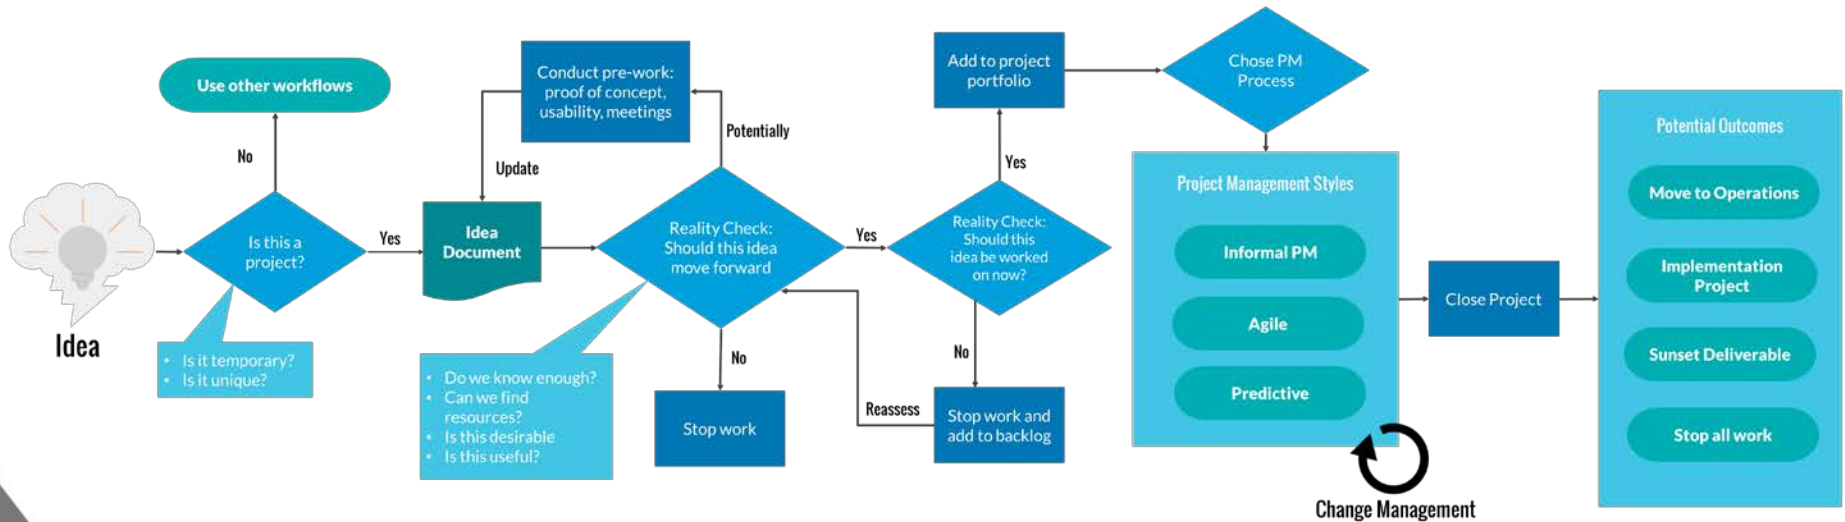 Idea
Is this a
project?
No
Use other workflows
• Is it temporary?
• Is it unique?
Yes
Idea
Document
Update
Conduct pre-work:
proof of concept,
usability, meetings
Potentially
Reality Check:
Should this idea
move forward
• Do we know enough?
• Can we find
resources?
• Is this desirable
• Is this useful?
No
Stop work
Yes
Reality Check:
Should this
idea be worked
on now?
No
Stop work and
add to backlog
Reassess
Yes
Add to project
portfolio
Chose PM
Process
Project Management Styles
Informal PM
Agile
Predictive
Change Management
Close Project
Potential Outcomes
Move to Operations
Implementation
Project
Sunset Deliverable
Stop all work